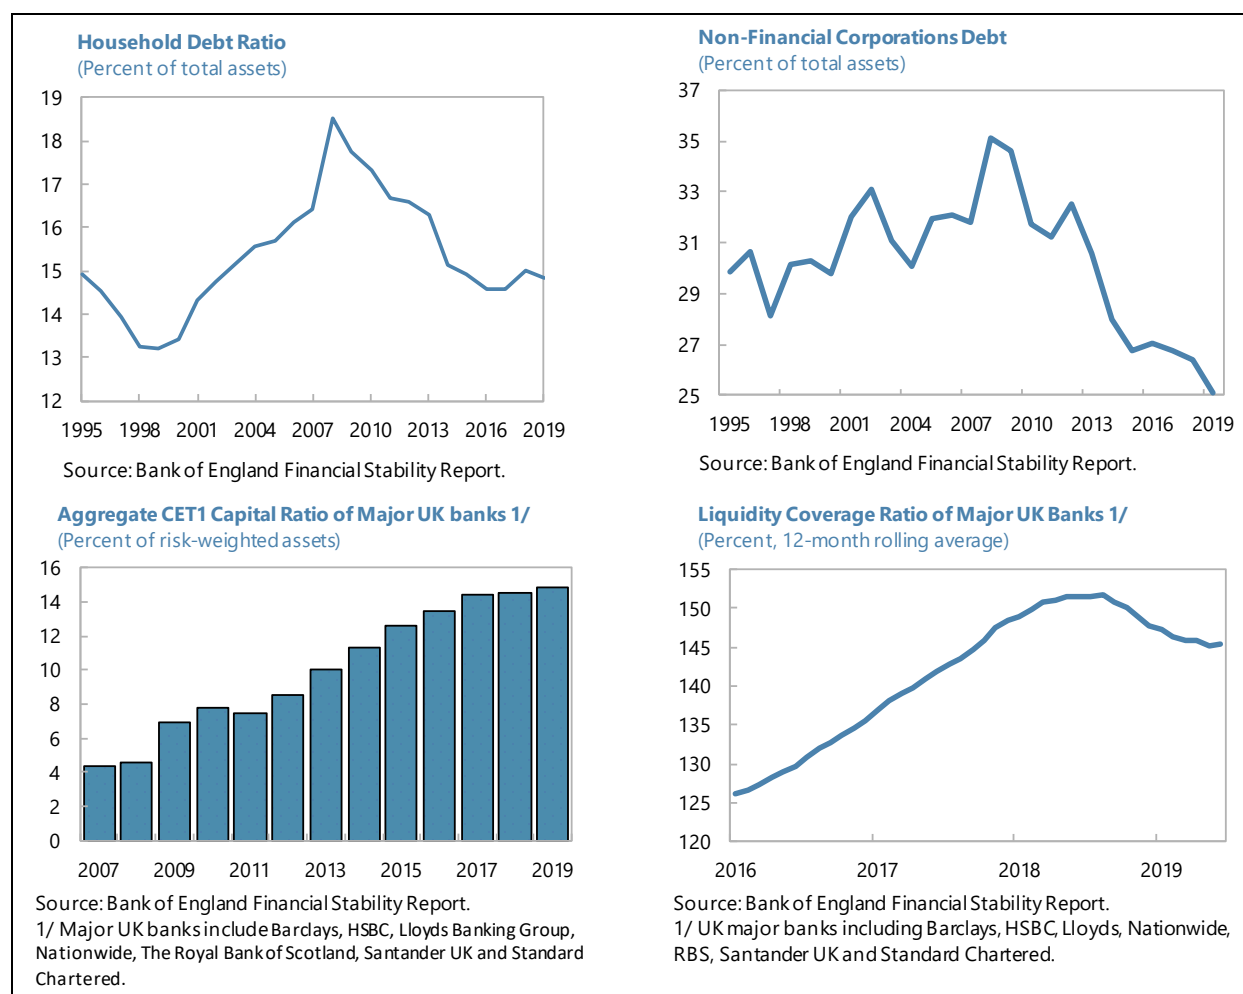 Household Debt Ratio
(Percent of total assets)
19
18
17
16
15
14
13
12
1995 1998 2001 2004 2007 2010 2013 2016 2019
Source: Bank of England Financial Stability Report.
Non-Financial Corporations Debt
(Percent of total assets)
37
35
33
31
29
27
25
1995 1998 2001 2004 2007 2010 2013 2016 2019
Source: Bank of England Financial Stability Report.
Aggregate CET1 Capital Ratio of Major UK banks 1/
(Percent of risk-weighted assets)
16
14
12
10
8
6
4
2
0
2007 2009 2011 2013 2015 2017 2019
Source: Bank of England Financial Stability Report.
1/ Major UK banks include Barclays, HSBC, Lloyds Banking Group,
Nationwide, The Royal Bank of Scotland, Santander UK and Standard
Chartered.
Liquidity Coverage Ratio of Major UK Banks 1/
(Percent, 12-month rolling average)
155
150
145
140
135
130
125
120
2016 2017 2018 2019
Source: Bank of England Financial Stability Report.
1/ UK major banks including Barclays, HSBC, Lloyds, Nationwide,
RBS, Santander UK and Standard Chartered.